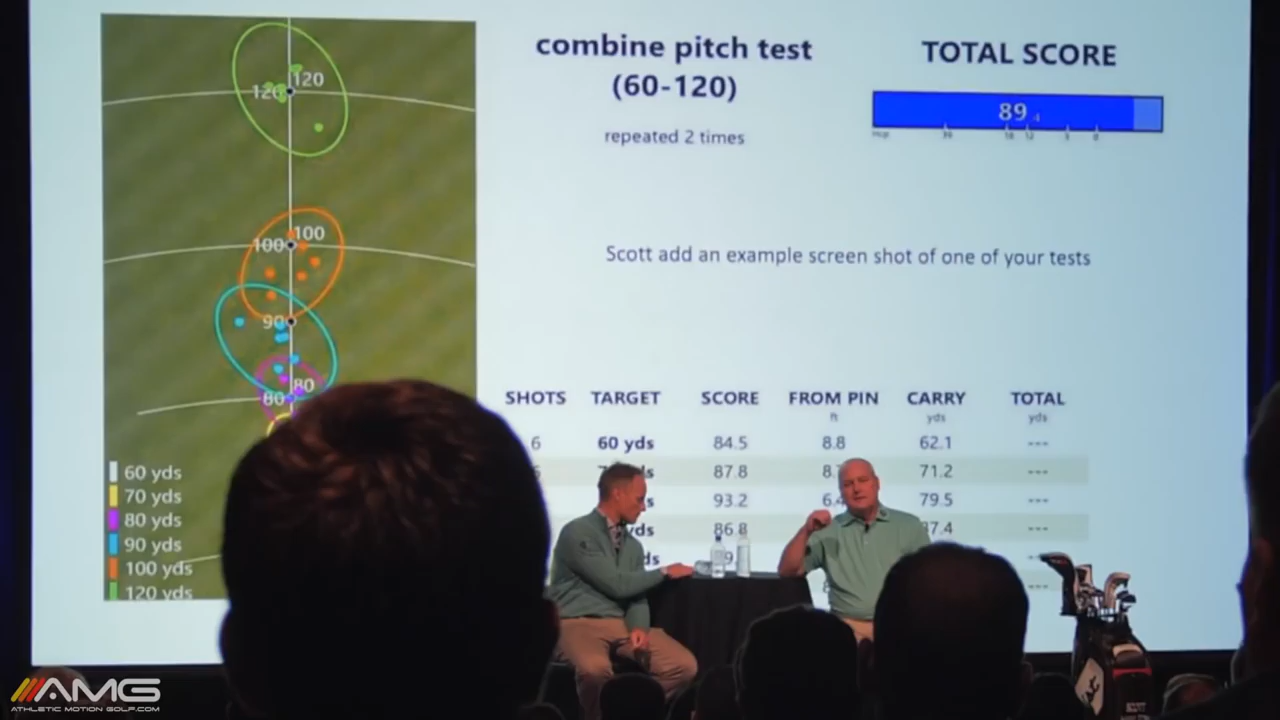 combine pitch test
(60-120)
repeated 2 times
TOTAL SCORE
89.4
Scott add an example screen shot of one of your tests
120 120
100 100
90
80 80
60 yds
70 yds
80 yds
90 yds
100 yds
120 yds
SHOTS TARGET SCORE FROM PIN CARRY TOTAL
ft yds yds
6 60 yds 84.5 8.8 62.1 ---
87.8 71.2 ---
93.2 79.5 ---
yds 86.8 ---
---
AMG
ATHLETIC MOTION GOLF.COM